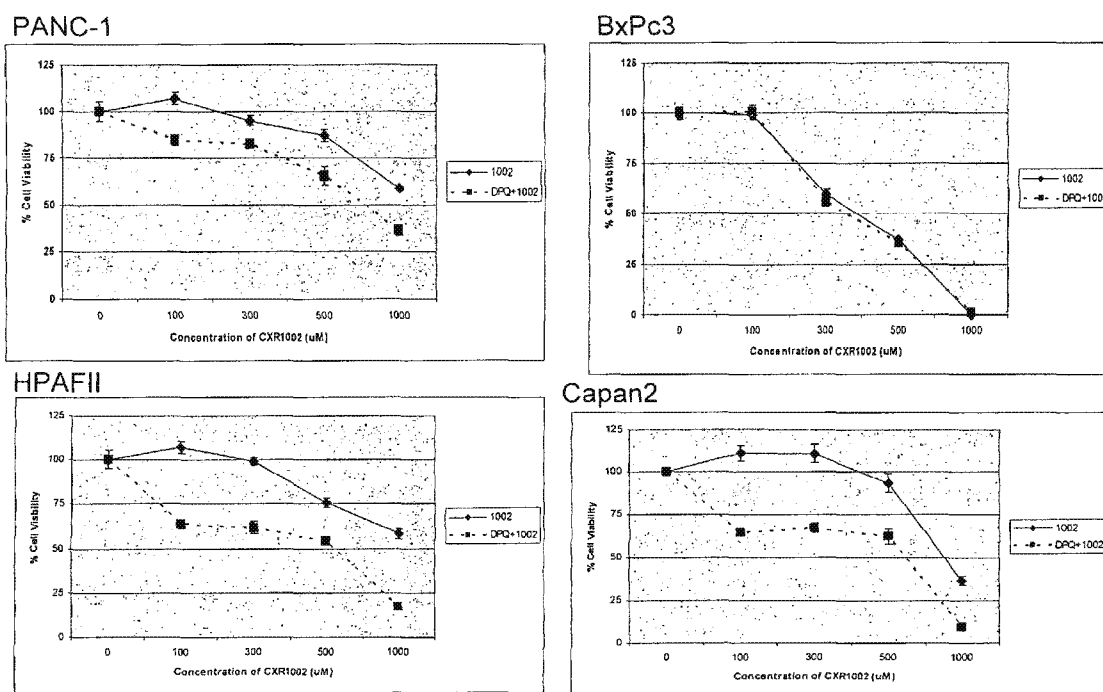 PANC-1
125
100
75
50
25
0
% Cell Viability
0 100 300 500 1000
Concentration of CXR1002 (uM)
1002
DPQ+1002
BxPc3
125
100
75
50
25
0
% Cell Viability
0 100 300 500 1000
Concentration of CXR1002 (uM)
1002
DPQ+100
HPAFII
125
100
75
50
25
0
% Cell Viability
0 100 300 500 1000
Concentration of CXR1002 (uM)
1002
DPQ+1002
Capan2
125
100
75
50
25
0
% Cell Viability
0 100 300 500 1000
Concentration of CXR1002 (uM)
1002
DPQ+1002